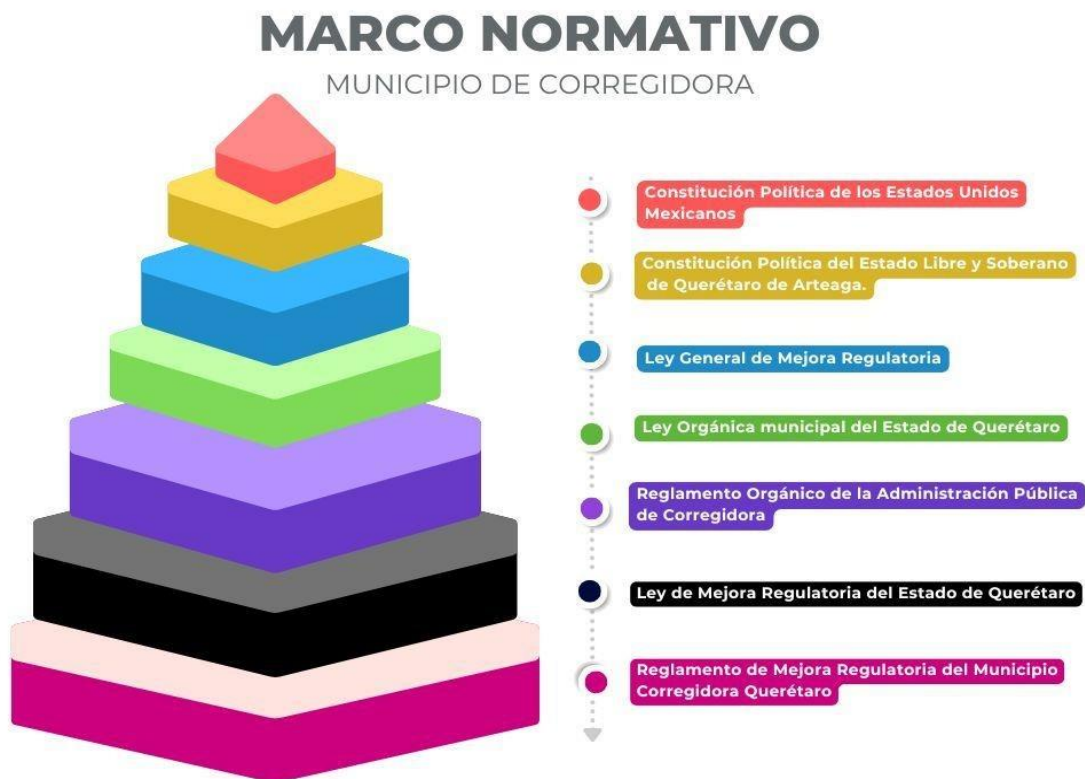 MARCO NORMATIVO
MUNICIPIO DE CORREGIDORA
Constitución Política de los Estados Unidos
Mexicanos
Constitución Política del Estado Libre y Soberano
de Querétaro de Arteaga.
Ley General de Mejora Regulatoria
Ley Orgánica municipal del Estado de Querétaro
Reglamento Orgánico de la Administración Pública
de Corregidora
Ley de Mejora Regulatoria del Estado de Querétaro
Reglamento de Mejora Regulatoria del Municipio
Corregidora Querétaro